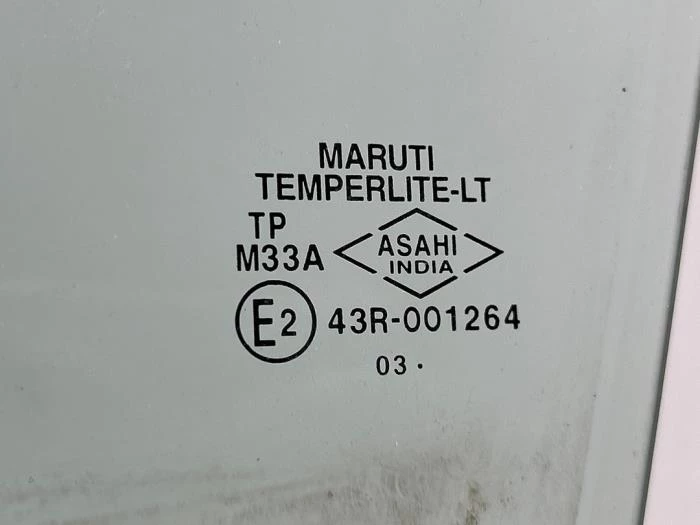 MARUTI
TEMPERLITE-LT
TP
M33A
ASAHI
INDIA
E2 43R-001264
03 •